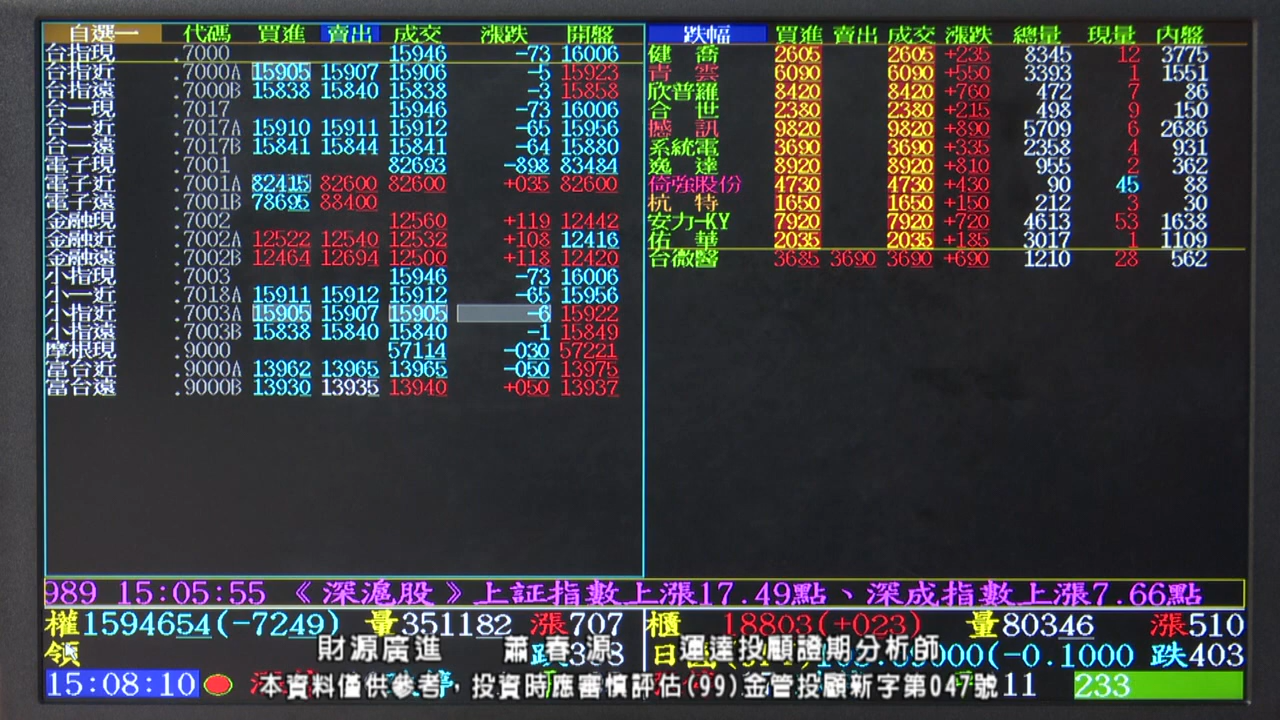 自選一 代碼 買進 賣出 成交 漲跌 開盤
台指現 .7000 15946 -73 16006
台指近 .7000A 15905 15907 15906 -5 15923
台指遠 .7000B 15838 15840 15838 -3 15858
台一現 .7017 15946 -73 16006
台一近 .7017A 15910 15911 15912 -65 15956
台一遠 .7017B 15841 15844 15841 -64 15880
電子現 .7001 82693 -898 83484
電子近 .7001A 82415 82600 82600 +035 82600
電子遠 .7001B 78695 88400
金融現 .7002 12560 +119 12442
金融近 .7002A 12522 12540 12532 +108 12416
金融遠 .7002B 12464 12694 12500 +118 12420
小指現 .7003 15946 -73 16006
小一近 .7018A 15911 15912 15912 -65 15956
小指近 .7003A 15905 15907 15905 -6 15922
小指遠 .7003B 15838 15840 15840 -1 15849
摩根現 .9000 57114 -030 57221
富台近 .9000A 13962 13965 13965 -050 13975
富台遠 .9000B 13930 13935 13940 +050 13937
跌幅 買進 賣出 成交 漲跌 總量 現量 內盤
健喬 2605 2605 +235 8345 12 3775
青雲 6090 6090 +550 3393 1 1551
欣普羅 8420 8420 +760 472 7 86
合世 2380 2380 +215 498 9 150
撼訊 9820 9820 +890 5709 6 2686
系統電 3690 3690 +335 2358 4 931
逸達 8920 8920 +810 955 2 362
倚強股份 4730 4730 +430 90 45 88
杭特 1650 1650 +150 212 3 30
安力-KY 7920 7920 +720 4613 53 1638
佑華 2035 2035 +185 3017 1 1109
台微醫 3685 3690 3690 +690 1210 28 562
989 15:05:55 《深滬股》上証指數上漲17.49點、深成指數上漲7.66點
權1594654(-7249) 量351182 漲707 櫃 18803(+023) 量80346 漲510
領 (-0.1000 跌403
財源廣進 蕭春源 運達投顧證期分析師
15:08:10 11 233
本資料僅供參考，投資時應審慎評估(99)金管投顧新字第047號